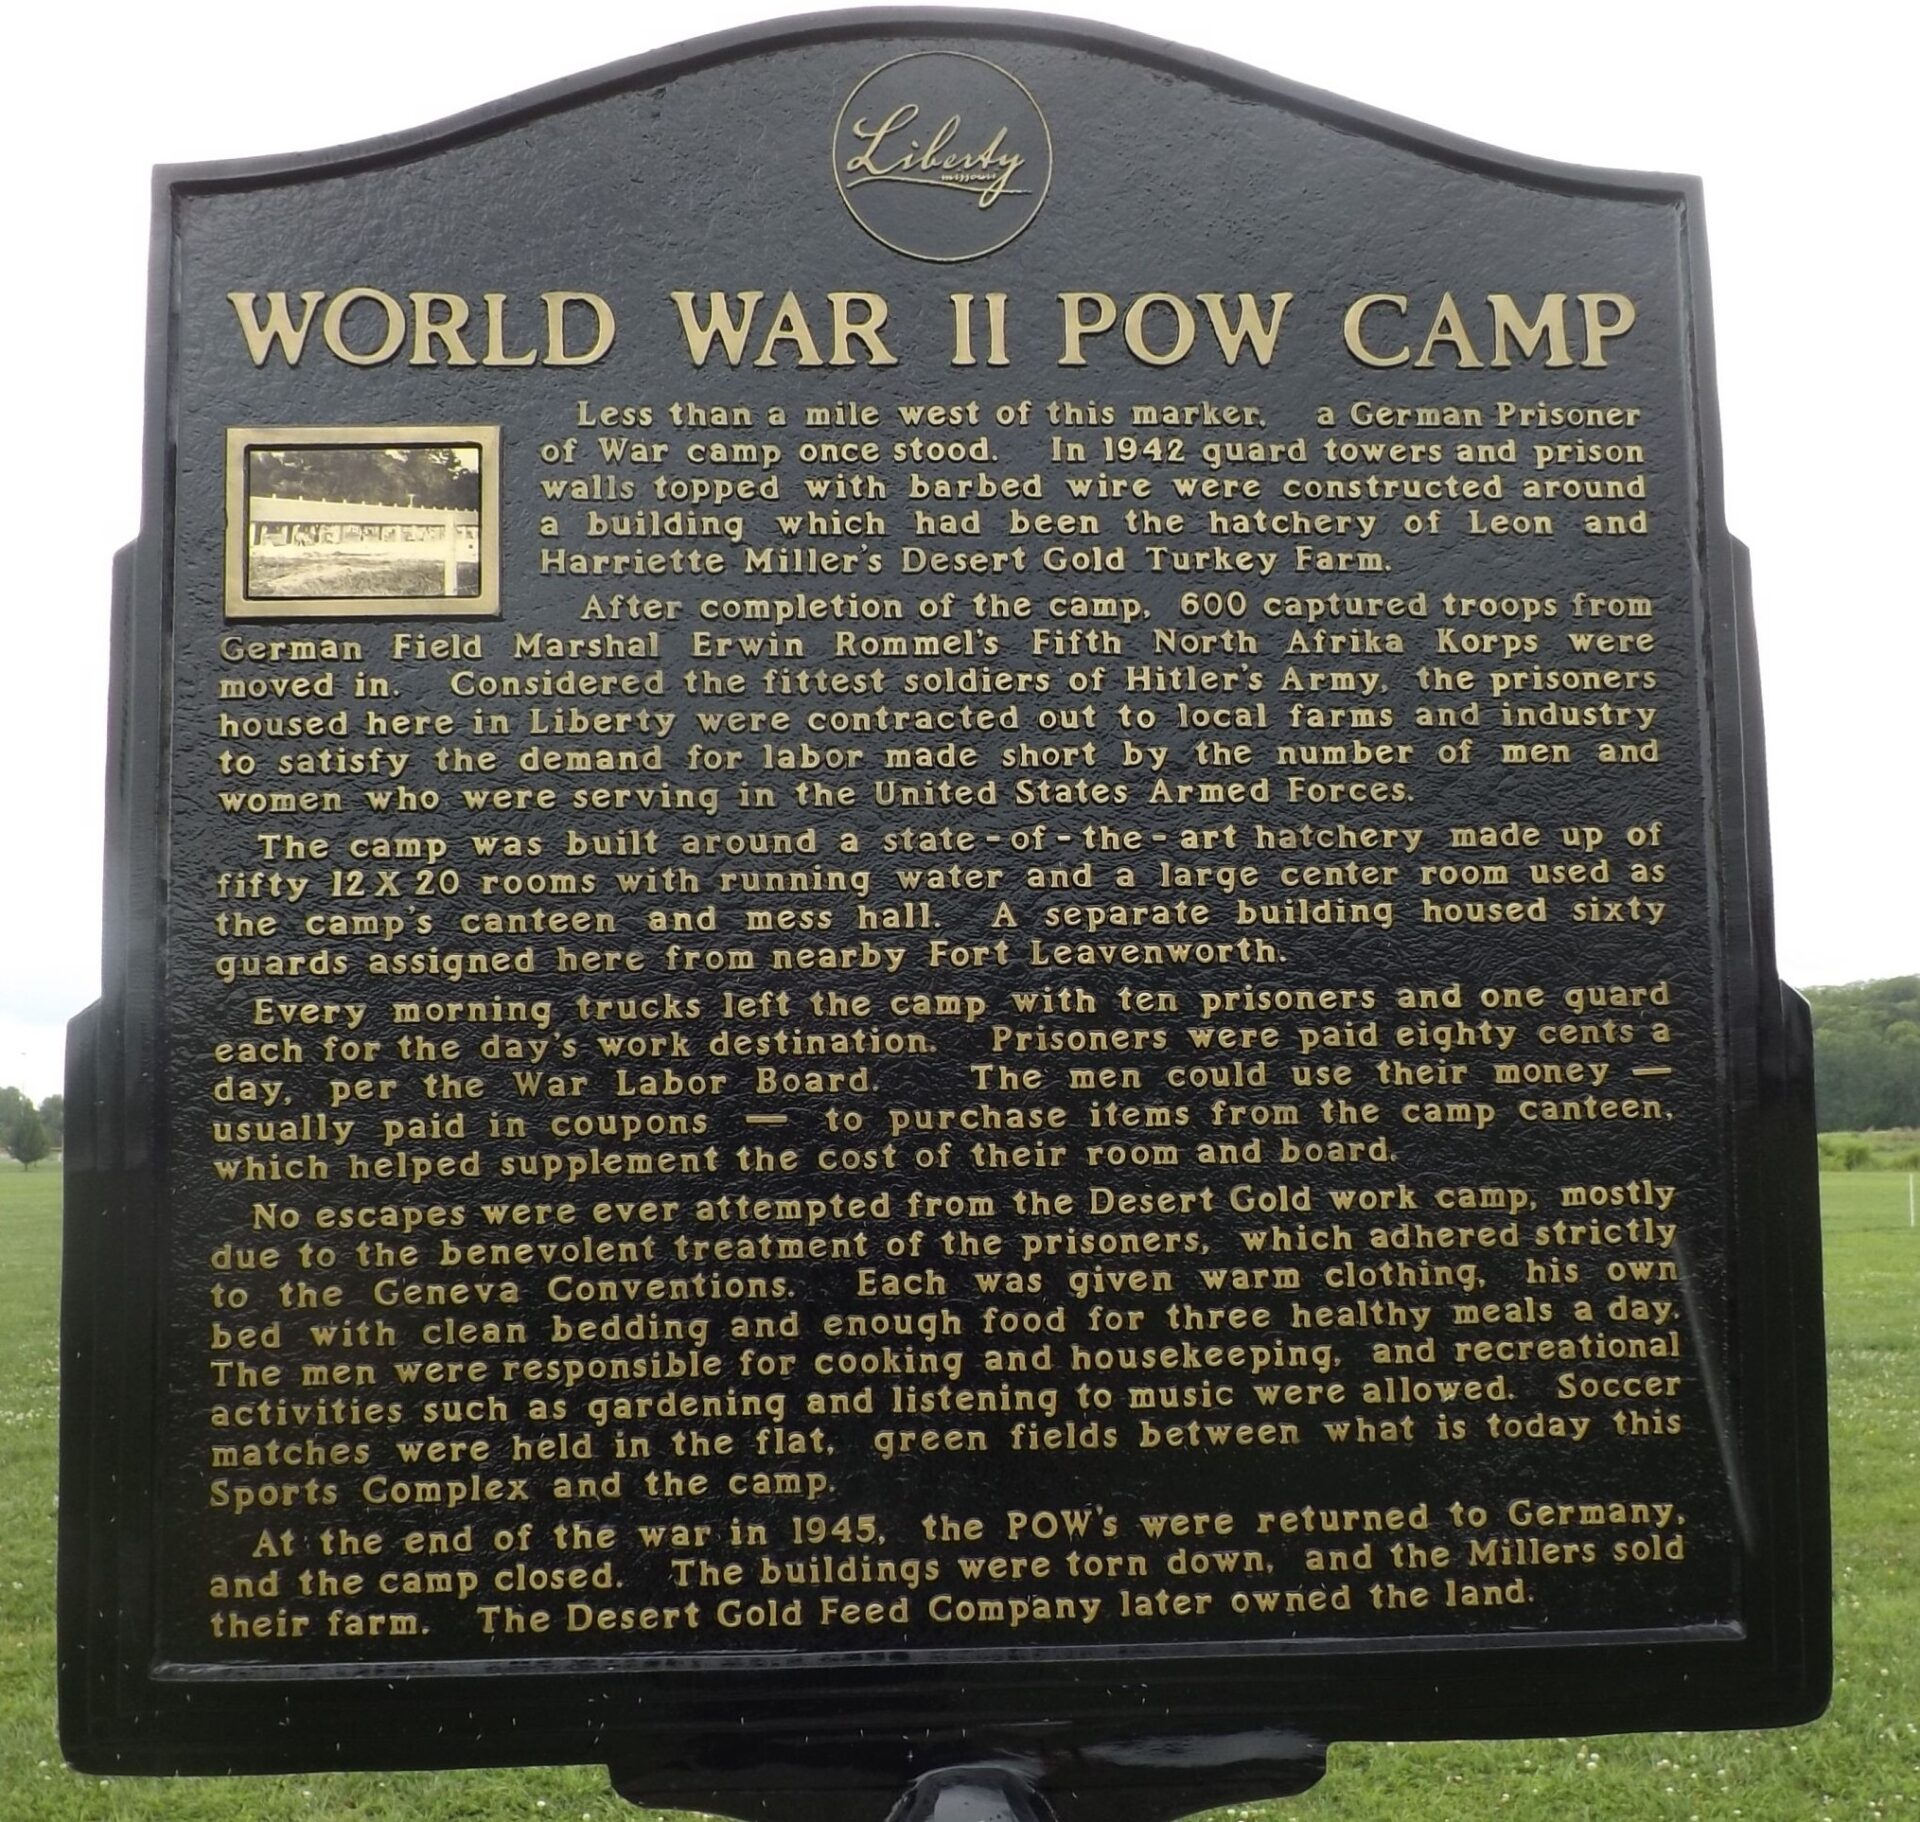 Liberty
missouri
WORLD WAR II POW CAMP
Less than a mile west of this marker, a German Prisoner
of War camp once stood. In 1942 guard towers and prison
walls topped with barbed wire were constructed around
a building which had been the hatchery of Leon and
Harriette Miller's Desert Gold Turkey Farm.
After completion of the camp, 600 captured troops from
German Field Marshal Erwin Rommel's Fifth North Afrika Korps were
moved in. Considered the fittest soldiers of Hitler's Army, the prisoners
housed here in Liberty were contracted out to local farms and industry
to satisfy the demand for labor made short by the number of men and
women who were serving in the United States Armed Forces.
The camp was built around a state-of-the-art hatchery made up of
fifty 12 X 20 rooms with running water and a large center room used as
the camp's canteen and mess hall. A separate building housed sixty
guards assigned here from nearby Fort Leavenworth.
Every morning trucks left the camp with ten prisoners and one guard
each for the day's work destination. Prisoners were paid eighty cents a
day, per the War Labor Board. The men could use their money —
usually paid in coupons — to purchase items from the camp canteen,
which helped supplement the cost of their room and board.
No escapes were ever attempted from the Desert Gold work camp, mostly
due to the benevolent treatment of the prisoners, which adhered strictly
to the Geneva Conventions. Each was given warm clothing, his own
bed with clean bedding and enough food for three healthy meals a day.
The men were responsible for cooking and housekeeping, and recreational
activities such as gardening and listening to music were allowed. Soccer
matches were held in the flat, green fields between what is today this
Sports Complex and the camp.
At the end of the war in 1945, the POW's were returned to Germany,
and the camp closed. The buildings were torn down, and the Millers sold
their farm. The Desert Gold Feed Company later owned the land.